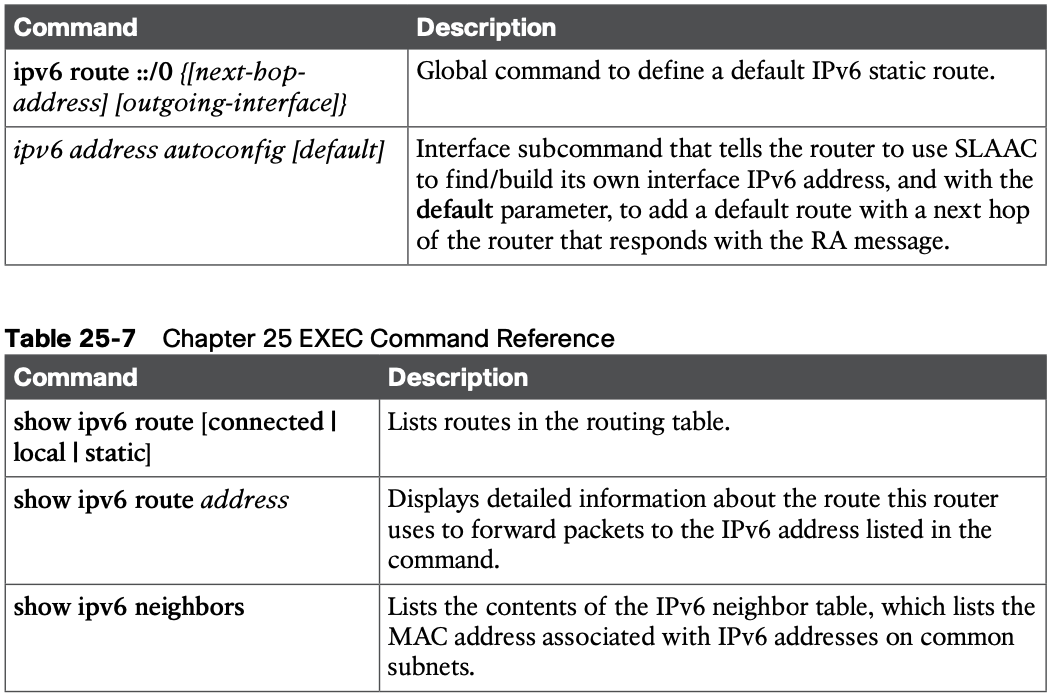 Command Description
ipv6 route ::/0 {[next-hop-
address] [outgoing-interface]}
Global command to define a default IPv6 static route.
ipv6 address autoconfig [default]
Interface subcommand that tells the router to use SLAAC
to find/build its own interface IPv6 address, and with the
default parameter, to add a default route with a next hop
of the router that responds with the RA message.
Table 25-7 Chapter 25 EXEC Command Reference
Command Description
show ipv6 route [connected |
local | static]
Lists routes in the routing table.
show ipv6 route address
Displays detailed information about the route this router
uses to forward packets to the IPv6 address listed in the
command.
show ipv6 neighbors
Lists the contents of the IPv6 neighbor table, which lists the
MAC address associated with IPv6 addresses on common
subnets.